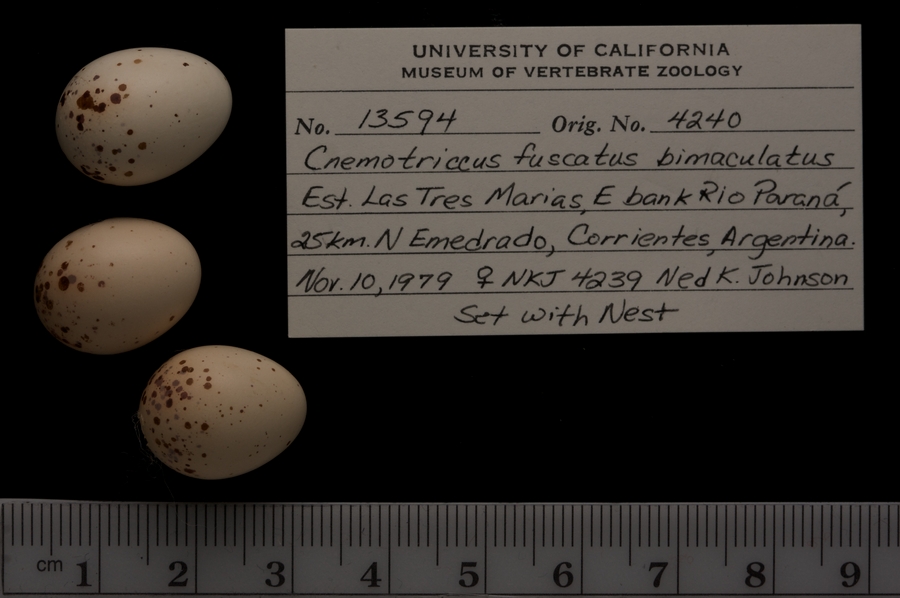 UNIVERSITY OF CALIFORNIA
MUSEUM OF VERTEBRATE ZOOLOGY
No. 13594 Orig. No. 4240
Cnemotriccus fuscatus bimaculatus
Est. Las Tres Marias, E bank Rio Paraná,
25km. N Emedrado, Corrientes, Argentina.
Nov. 10, 1979 ♀ NKJ 4239 Ned K. Johnson
Set with Nest
cm 1 2 3 4 5 6 7 8 9